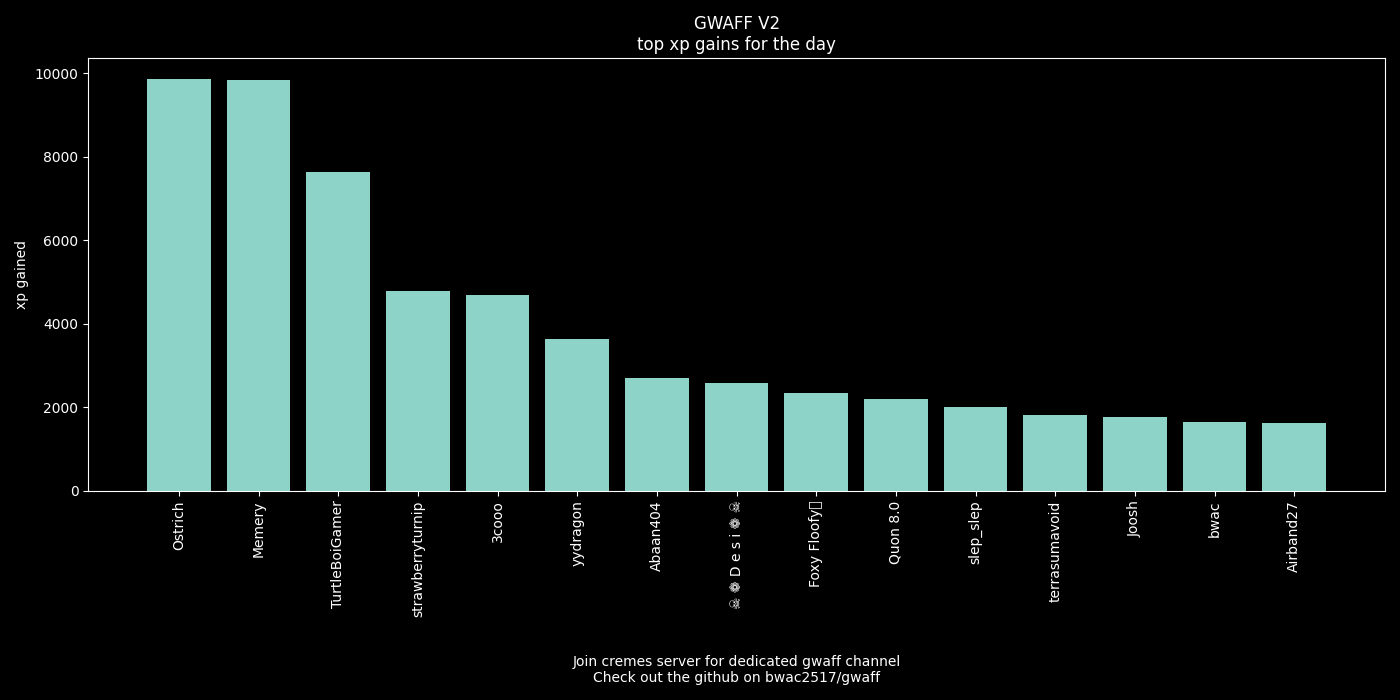 GWAFF V2
top xp gains for the day
xp gained
10000
8000
6000
4000
2000
0
Ostrich
Memery
TurtleBoiGamer
strawberryturnip
3cooo
yydragon
Abaan404
☠ ❁ D e s i ❁ ☠
Foxy Floofy
Quon 8.0
slep_slep
terrasumavoid
Joosh
bwac
Airband27
Join cremes server for dedicated gwaff channel
Check out the github on bwac2517/gwaff